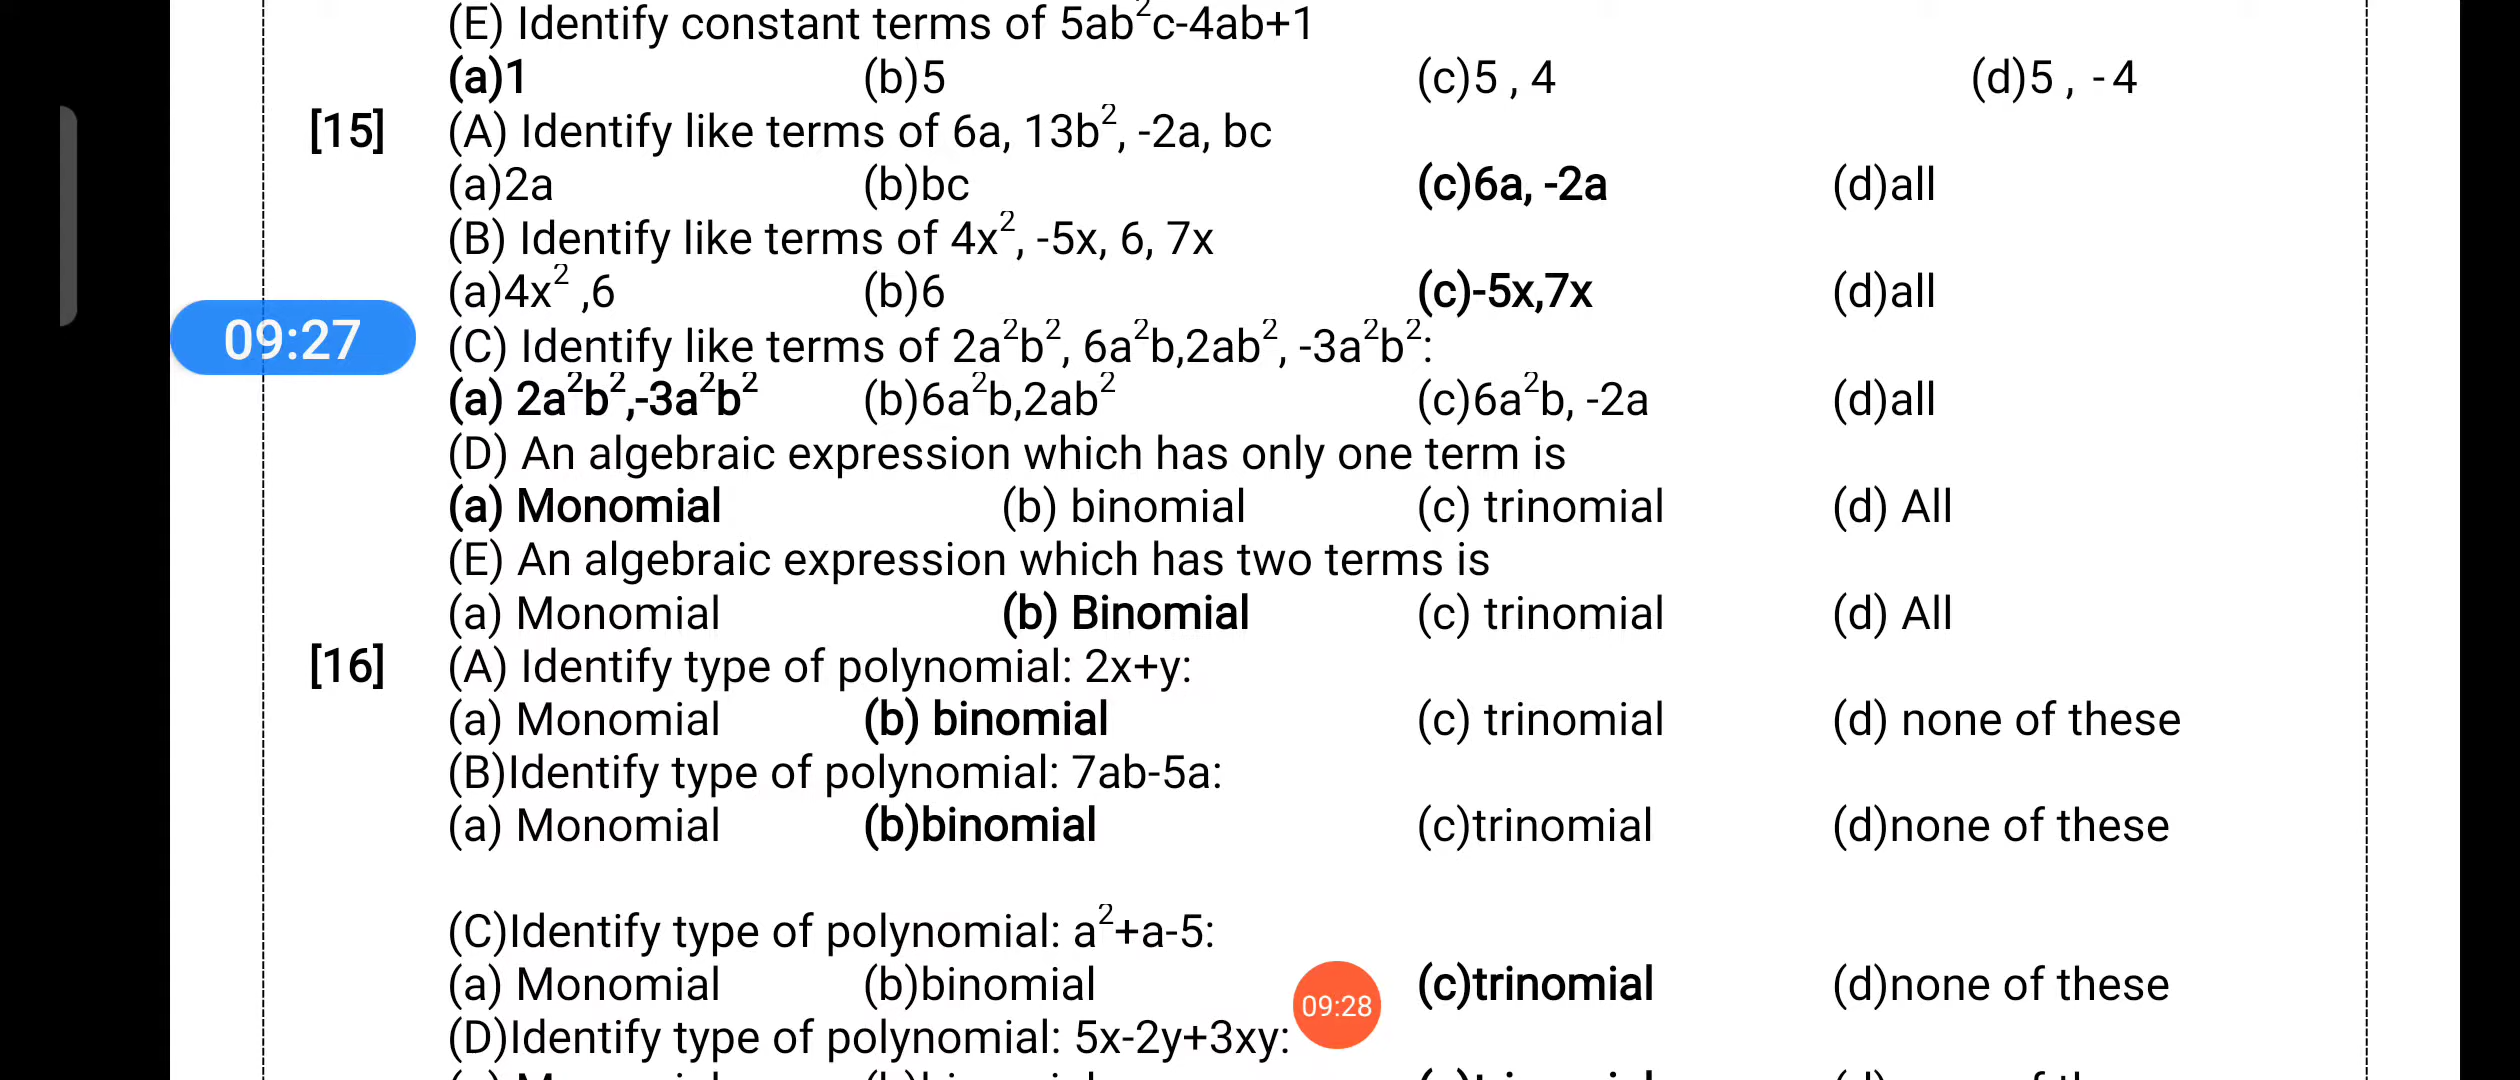 (E) Identify constant terms of 5ab²c-4ab+1
(a)1 (b)5 (c)5 , 4 (d)5 , - 4
[15] (A) Identify like terms of 6a, 13b², -2a, bc
(a)2a (b)bc (c)6a, -2a (d)all
(B) Identify like terms of 4x², -5x, 6, 7x
(a)4x² ,6 (b)6 (c)-5x,7x (d)all
09:27
(C) Identify like terms of 2a²b², 6a²b,2ab², -3a²b²:
(a) 2a²b²,-3a²b² (b)6a²b,2ab² (c)6a²b, -2a (d)all
(D) An algebraic expression which has only one term is
(a) Monomial (b) binomial (c) trinomial (d) All
(E) An algebraic expression which has two terms is
(a) Monomial (b) Binomial (c) trinomial (d) All
[16] (A) Identify type of polynomial: 2x+y:
(a) Monomial (b) binomial (c) trinomial (d) none of these
(B)Identify type of polynomial: 7ab-5a:
(a) Monomial (b)binomial (c)trinomial (d)none of these
(C)Identify type of polynomial: a²+a-5:
(a) Monomial (b)binomial (c)trinomial (d)none of these
09:28
(D)Identify type of polynomial: 5x-2y+3xy: